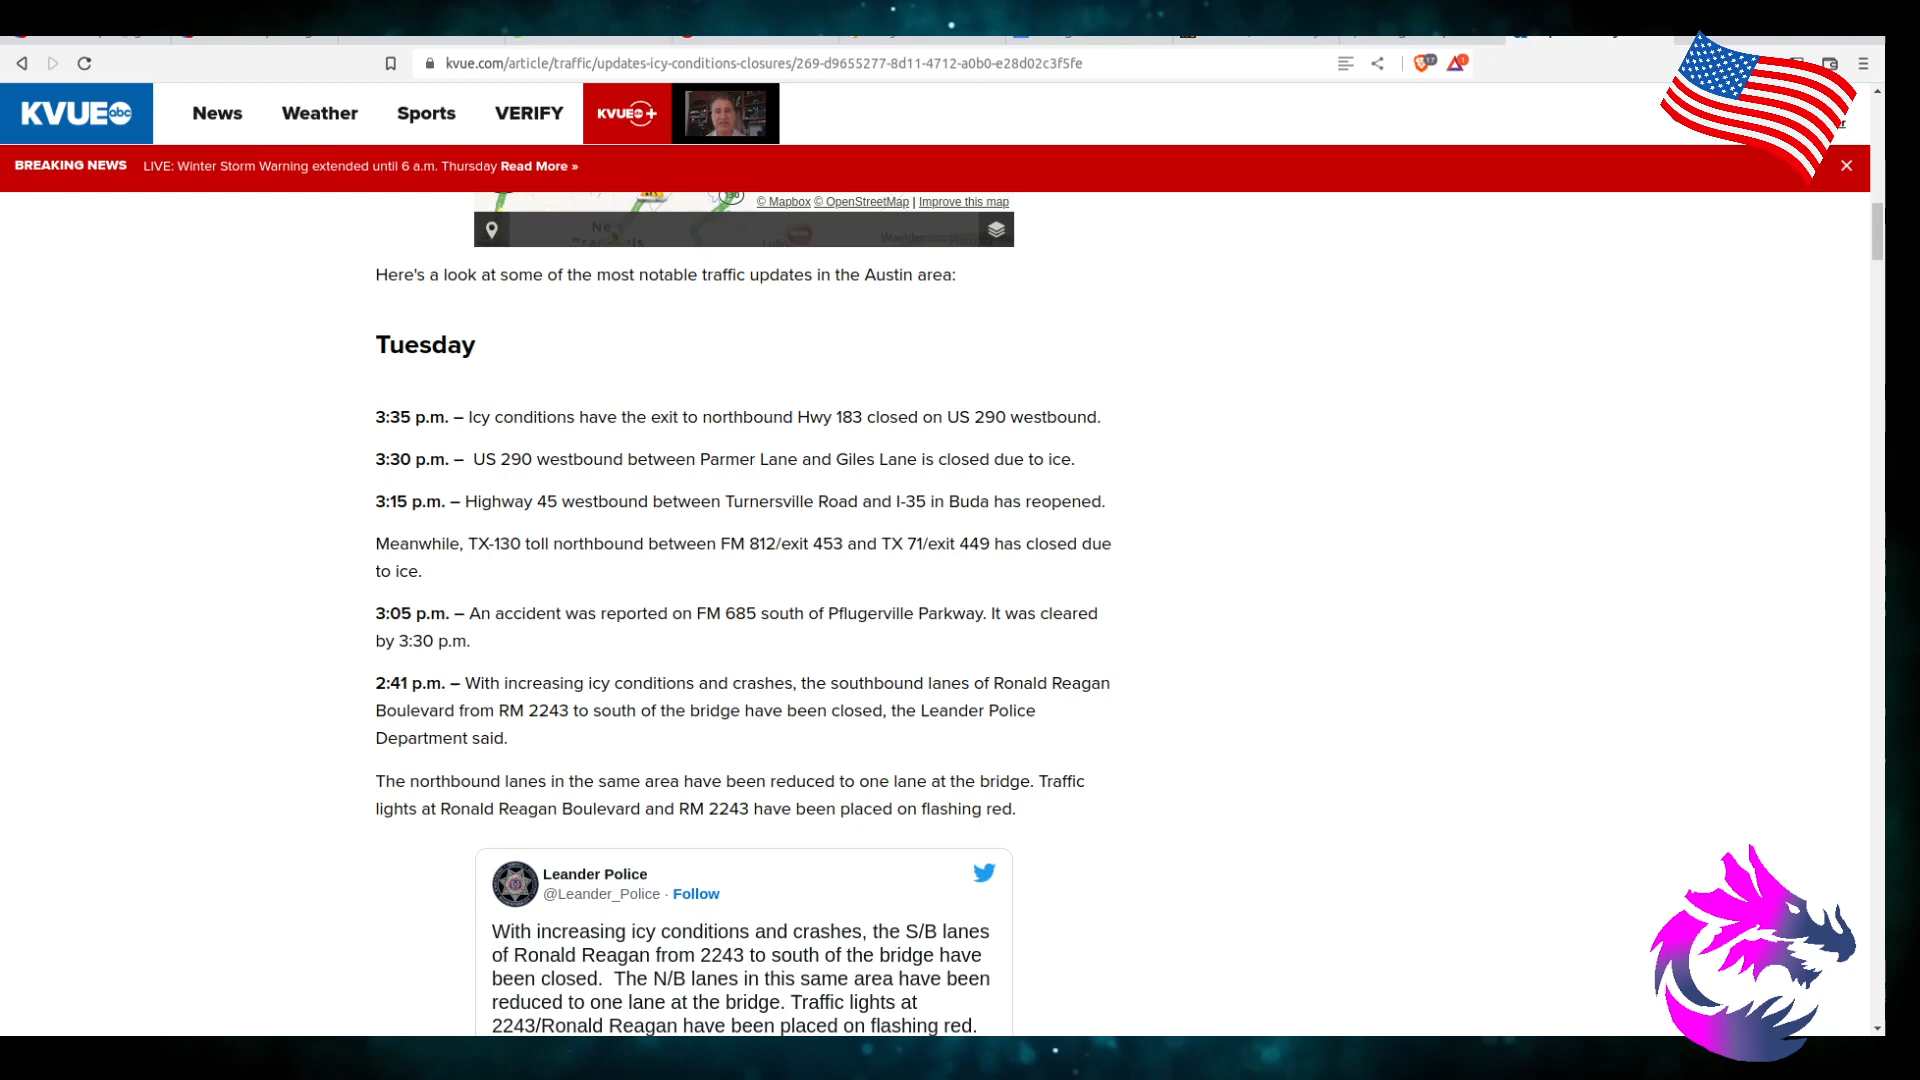 kvue.com/article/traffic/updates-icy-conditions-closures/269-d9655277-8d11-4712-a0b0-e28d02c3f5fe
17
1
KVUE abc
News
Weather
Sports
VERIFY
KVUE +
BREAKING NEWS LIVE: Winter Storm Warning extended until 6 a.m. Thursday Read More »
© Mapbox © OpenStreetMap | Improve this map
Here's a look at some of the most notable traffic updates in the Austin area:
Tuesday
3:35 p.m. – Icy conditions have the exit to northbound Hwy 183 closed on US 290 westbound.
3:30 p.m. – US 290 westbound between Parmer Lane and Giles Lane is closed due to ice.
3:15 p.m. – Highway 45 westbound between Turnersville Road and I-35 in Buda has reopened.
Meanwhile, TX-130 toll northbound between FM 812/exit 453 and TX 71/exit 449 has closed due
to ice.
3:05 p.m. – An accident was reported on FM 685 south of Pflugerville Parkway. It was cleared
by 3:30 p.m.
2:41 p.m. – With increasing icy conditions and crashes, the southbound lanes of Ronald Reagan
Boulevard from RM 2243 to south of the bridge have been closed, the Leander Police
Department said.
The northbound lanes in the same area have been reduced to one lane at the bridge. Traffic
lights at Ronald Reagan Boulevard and RM 2243 have been placed on flashing red.
Leander Police
@Leander_Police · Follow
With increasing icy conditions and crashes, the S/B lanes
of Ronald Reagan from 2243 to south of the bridge have
been closed. The N/B lanes in this same area have been
reduced to one lane at the bridge. Traffic lights at
2243/Ronald Reagan have been placed on flashing red.